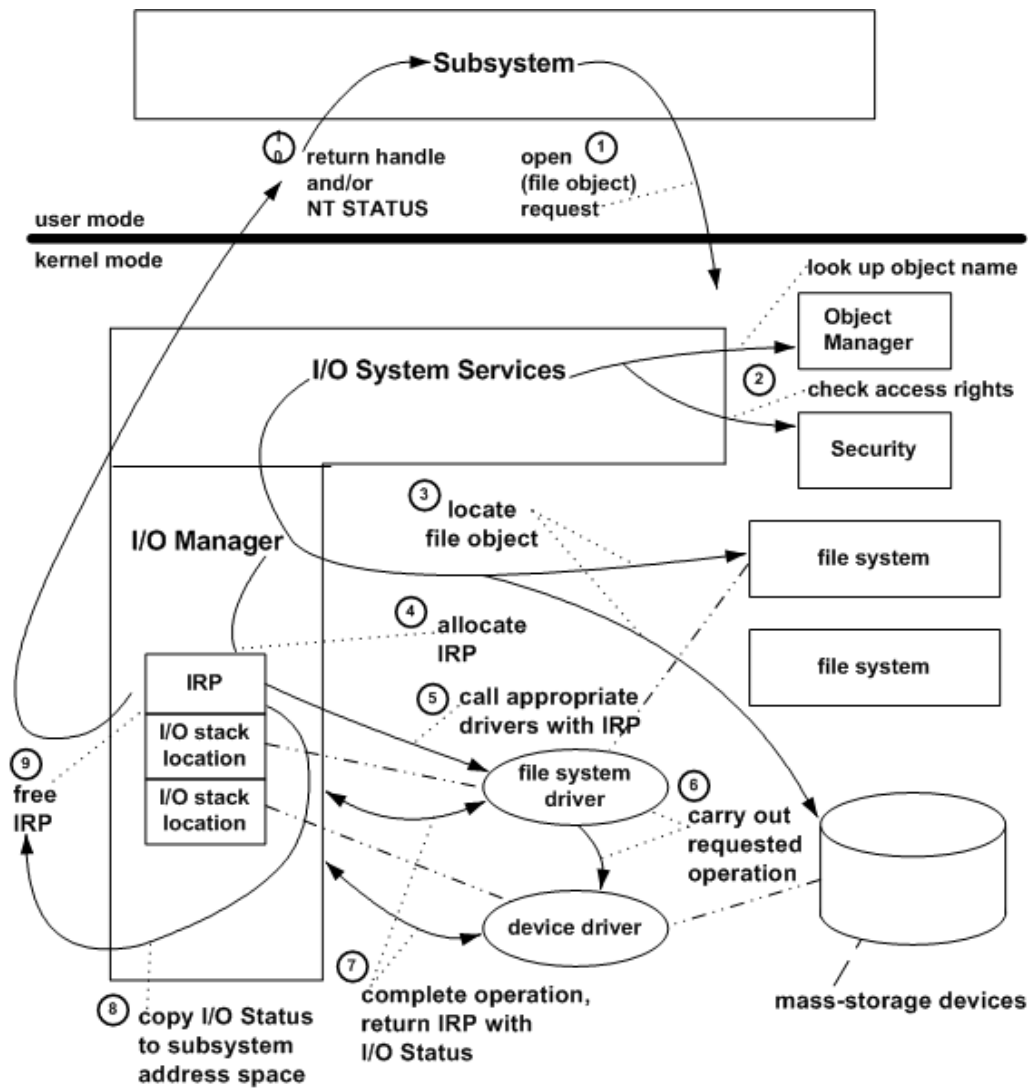 Subsystem
10
return handle
and/or
NT STATUS
open
(file object)
request
1
user mode
kernel mode
look up object name
Object
Manager
I/O System Services
2
check access rights
Security
3
locate
file object
I/O Manager
file system
4
allocate
IRP
file system
IRP
5
call appropriate
drivers with IRP
I/O stack
location
9
free
IRP
file system
driver
6
carry out
requested
operation
I/O stack
location
device driver
7
complete operation,
return IRP with
I/O Status
mass-storage devices
8
copy I/O Status
to subsystem
address space